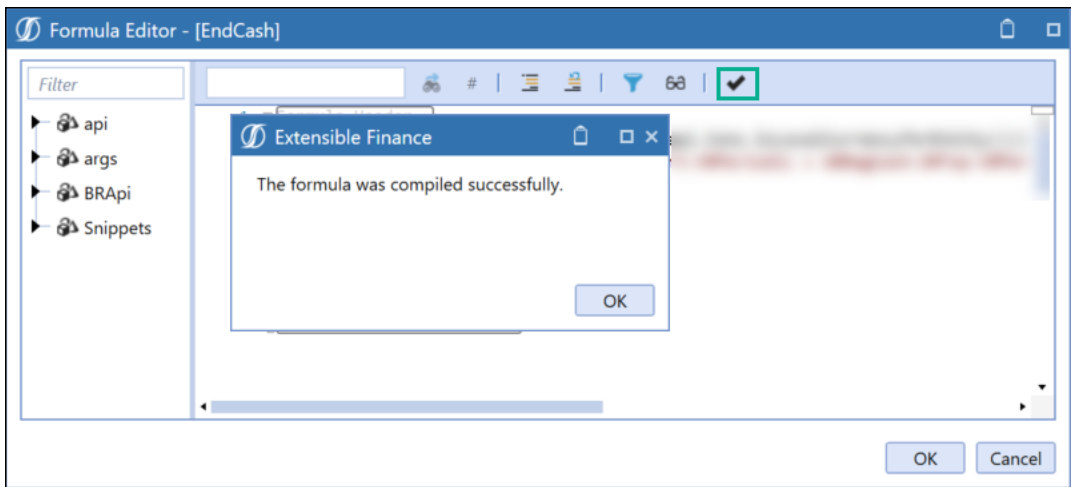 Formula Editor - [EndCash]
Filter
#
api
args
BRApi
Snippets
Extensible Finance
The formula was compiled successfully.
OK
OK Cancel